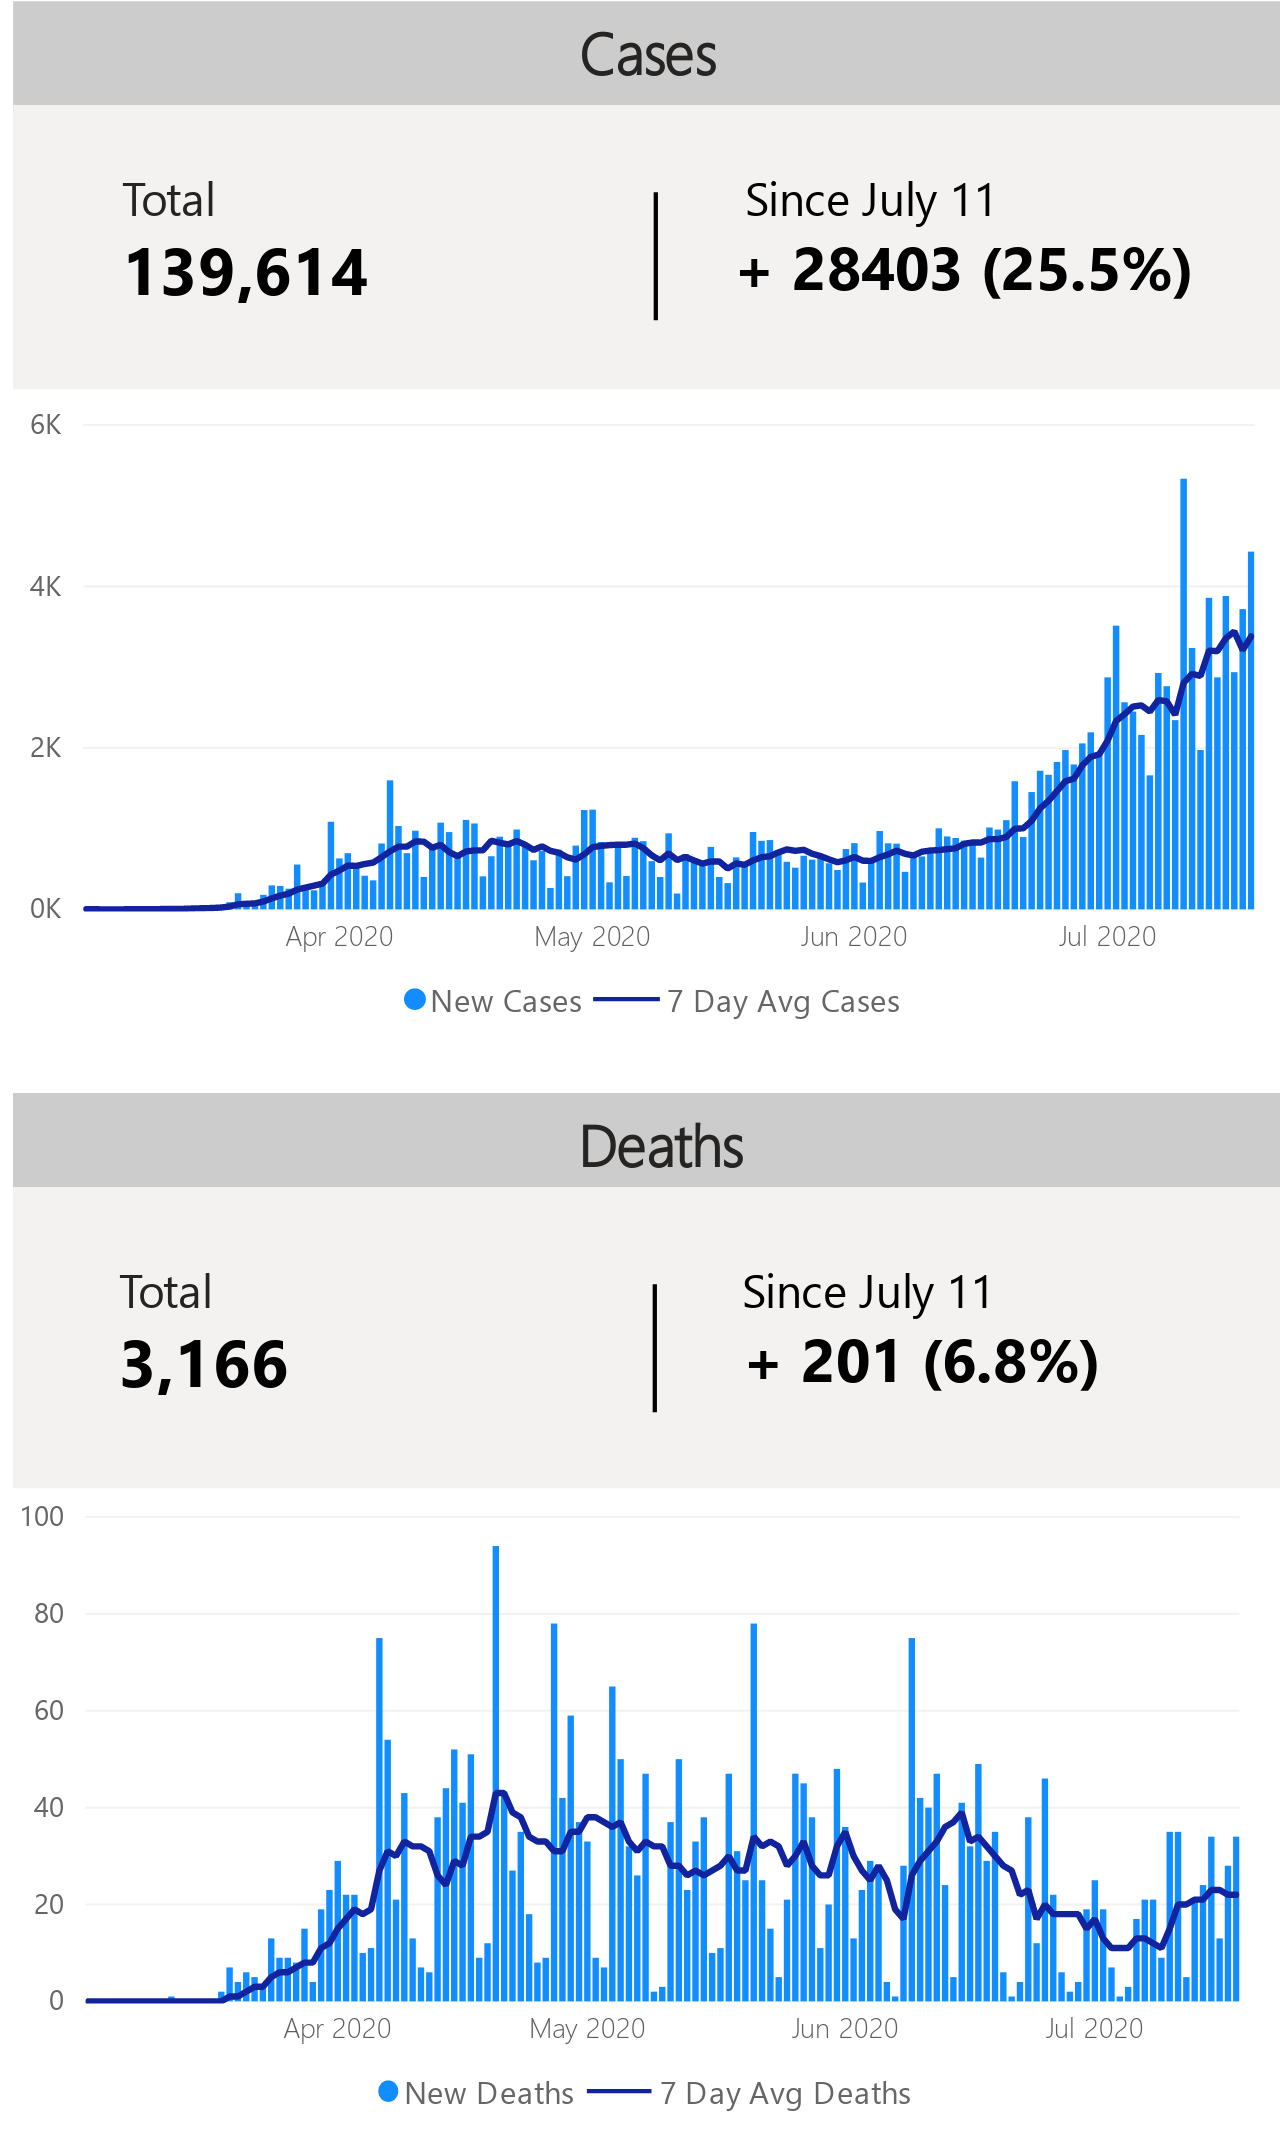 Cases
Total
Since July 11
139,614
+ 28403 (25.5%)
6K
4K
2K
0K
Apr 2020
May 2020
Jun 2020
Jul 2020
New Cases
7 Day Avg Cases
Deaths
Total
Since July 11
3,166
+ 201 (6.8%)
100
80
60
40
20
0
Apr 2020
May 2020
Jun 2020
Jul 2020
New Deaths
7 Day Avg Deaths